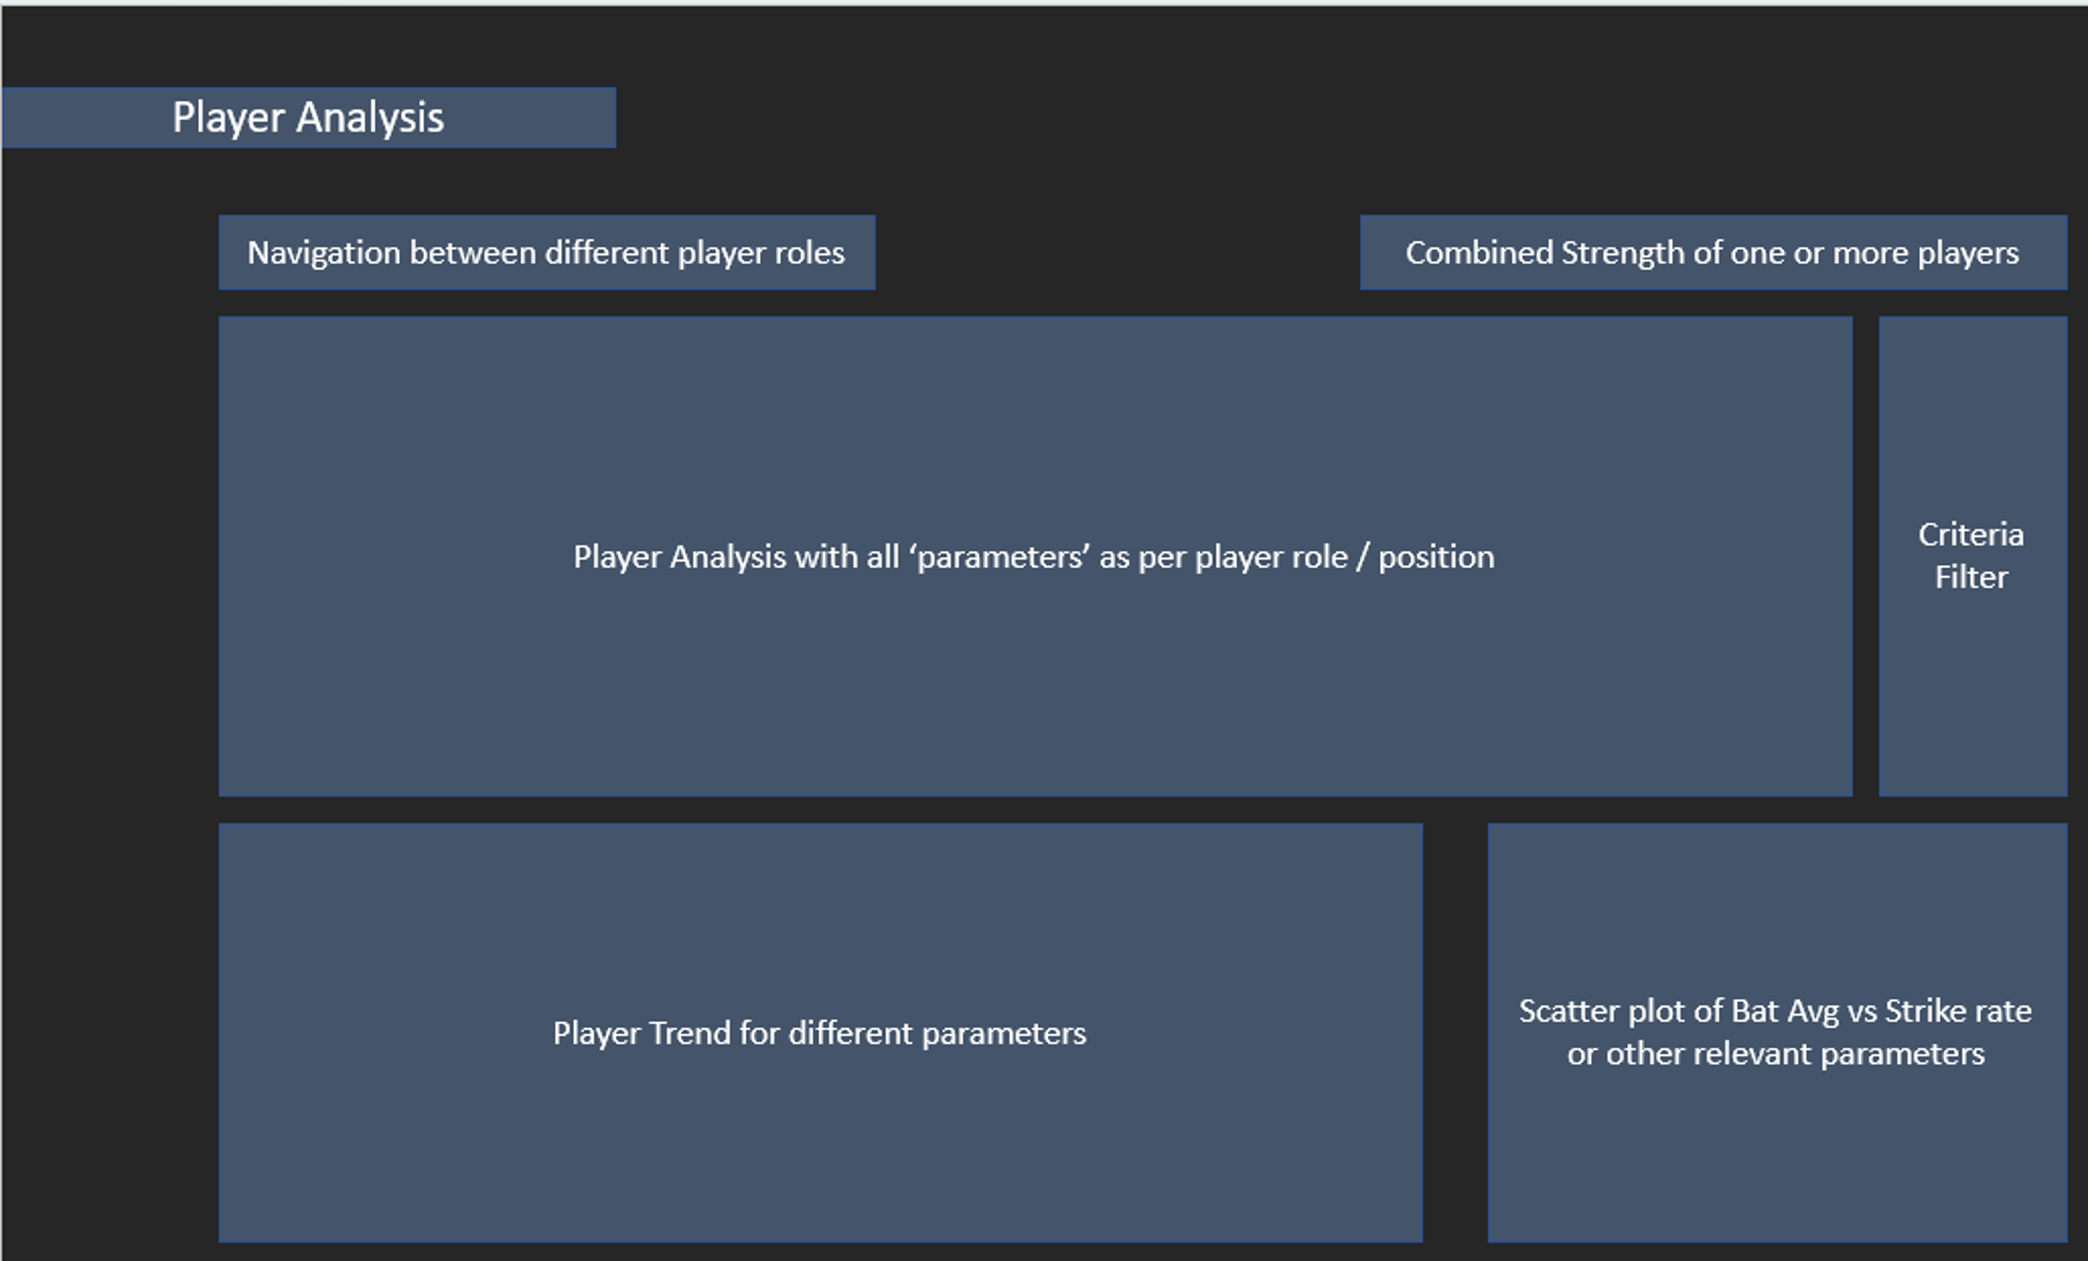 Player Analysis
Navigation between different player roles
Combined Strength of one or more players
Player Analysis with all ‘parameters’ as per player role / position
Criteria
Filter
Player Trend for different parameters
Scatter plot of Bat Avg vs Strike rate
or other relevant parameters